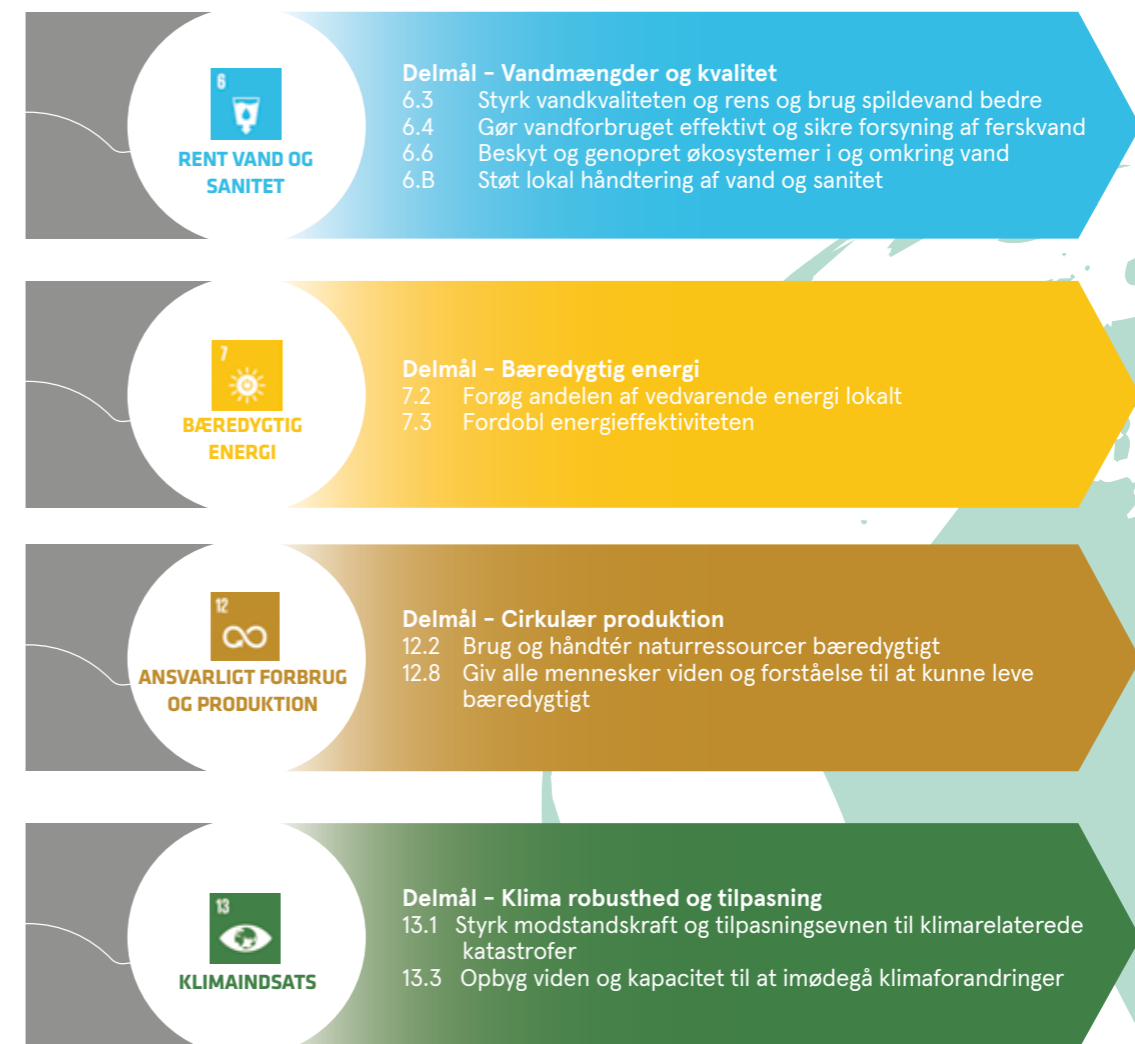 6
RENT VAND OG
SANITET
Delmål - Vandmængder og kvalitet
6.3 Styrk vandkvaliteten og rens og brug spildevand bedre
6.4 Gør vandforbruget effektivt og sikre forsyning af ferskvand
6.6 Beskyt og genopret økosystemer i og omkring vand
6.B Støt lokal håndtering af vand og sanitet
7
BÆREDYGTIG
ENERGI
Delmål - Bæredygtig energi
7.2 Forøg andelen af vedvarende energi lokalt
7.3 Fordobl energieffektiviteten
12
ANSVARLIGT FORBRUG
OG PRODUKTION
Delmål - Cirkulær produktion
12.2 Brug og håndtér naturressourcer bæredygtigt
12.8 Giv alle mennesker viden og forståelse til at kunne leve
bæredygtigt
13
KLIMAINDSATS
Delmål - Klima robusthed og tilpasning
13.1 Styrk modstandskraft og tilpasningsevnen til klimarelaterede
katastrofer
13.3 Opbyg viden og kapacitet til at imødegå klimaforandringer